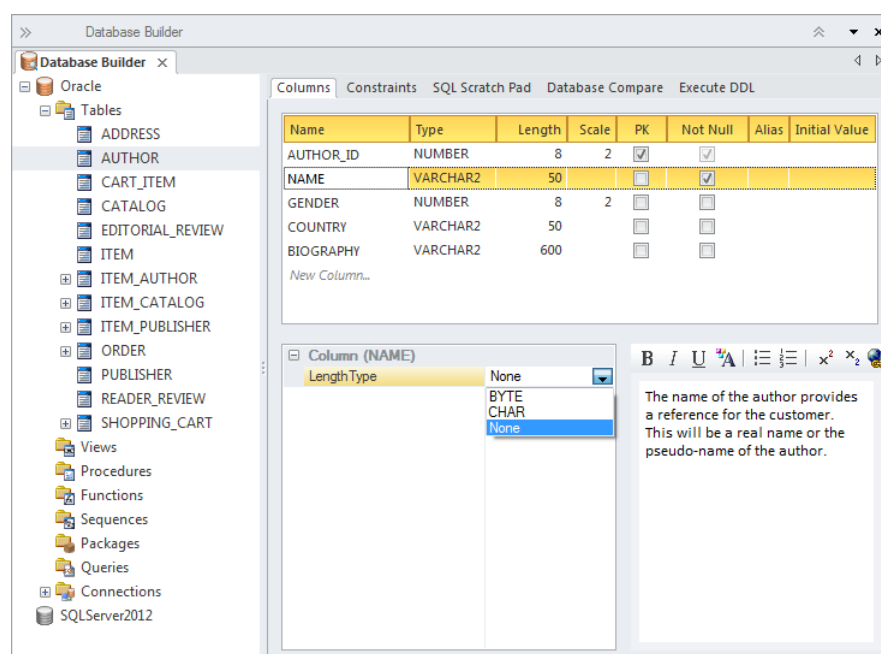 Database Builder
Database Builder
Oracle
Tables
ADDRESS
AUTHOR
CART_ITEM
CATALOG
EDITORIAL_REVIEW
ITEM
ITEM_AUTHOR
ITEM_CATALOG
ITEM_PUBLISHER
ORDER
PUBLISHER
READER_REVIEW
SHOPPING_CART
Views
Procedures
Functions
Sequences
Packages
Queries
Connections
SQLServer2012
Columns Constraints SQL Scratch Pad Database Compare Execute DDL
Name Type Length Scale PK Not Null Alias Initial Value
AUTHOR_ID NUMBER 8 2
NAME VARCHAR2 50
GENDER NUMBER 8 2
COUNTRY VARCHAR2 50
BIOGRAPHY VARCHAR2 600
New Column...
Column (NAME)
LengthType None
BYTE
CHAR
None
B I U A x² x₂
The name of the author provides
a reference for the customer.
This will be a real name or the
pseudo-name of the author.